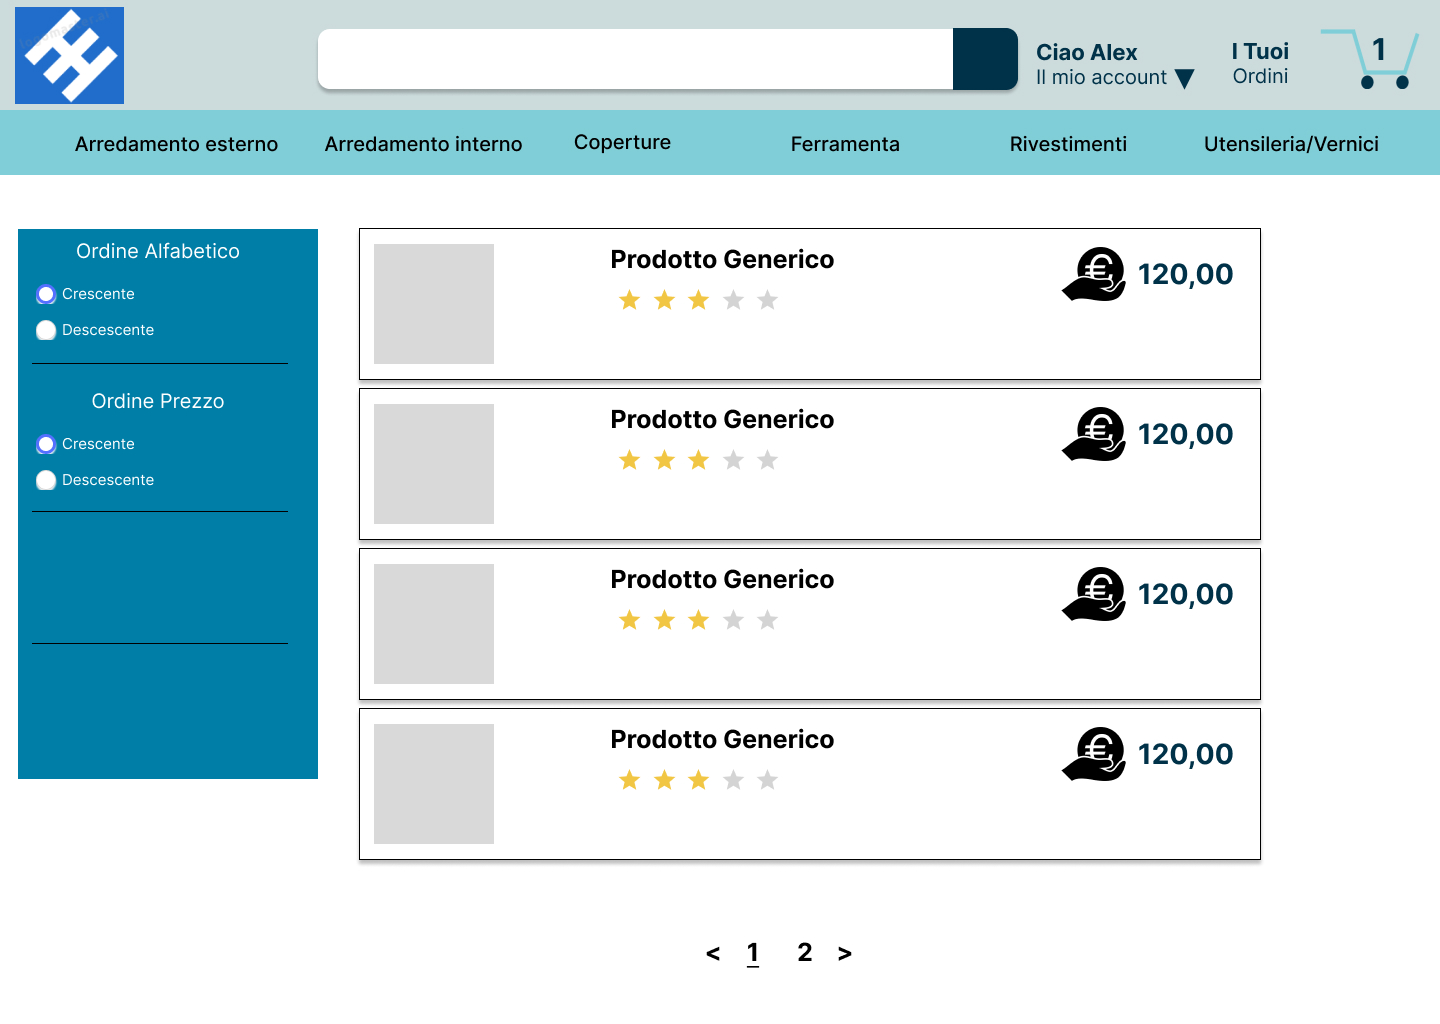 Ciao Alex
Il mio account ▼
I Tuoi
Ordini
1
Arredamento esterno
Arredamento interno
Coperture
Ferramenta
Rivestimenti
Utensileria/Vernici
Ordine Alfabetico
Crescente
Descescente
Ordine Prezzo
Crescente
Descescente
Prodotto Generico
€ 120,00
Prodotto Generico
€ 120,00
Prodotto Generico
€ 120,00
Prodotto Generico
€ 120,00
< 1 2 >